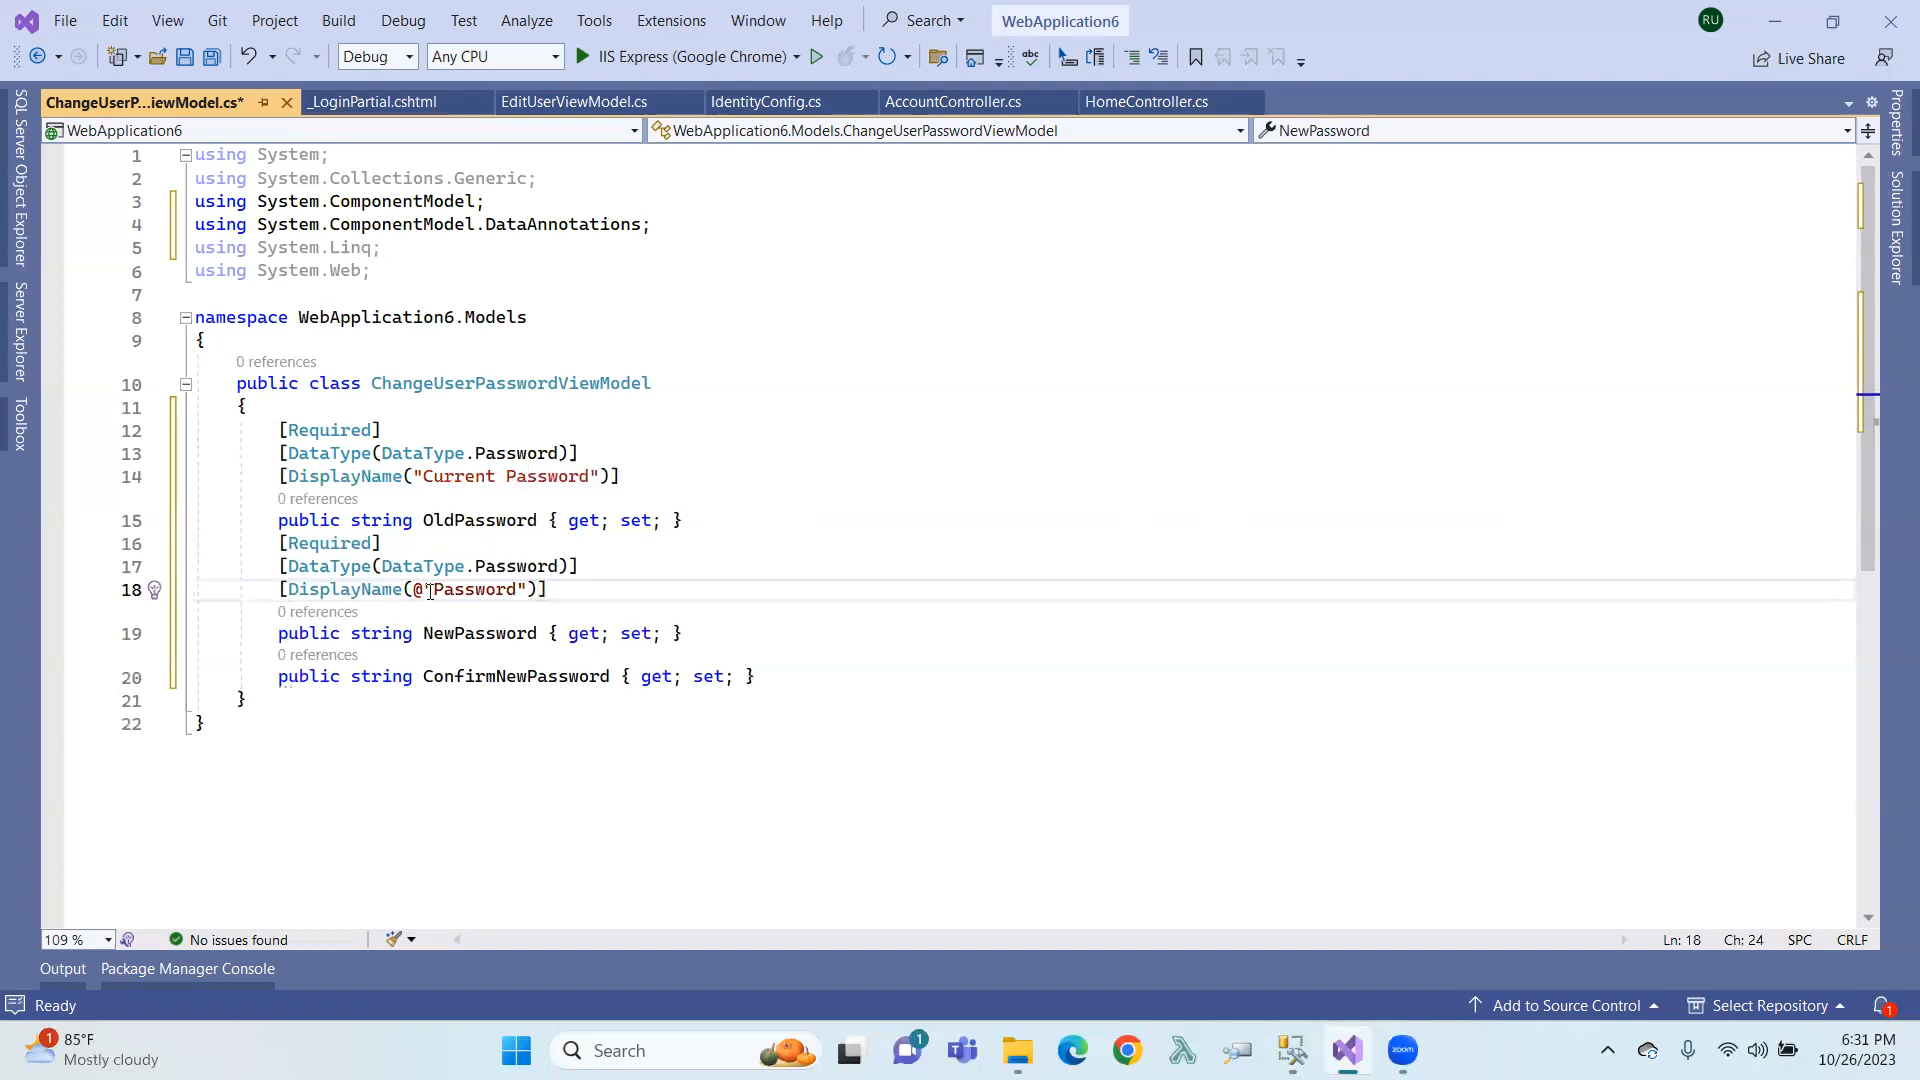 File Edit View Git Project Build Debug Test Analyze Tools Extensions Window Help Search WebApplication6 RU
Debug Any CPU IIS Express (Google Chrome) abc Live Share
ChangeUserP...iewModel.cs* _LoginPartial.cshtml EditUserViewModel.cs IdentityConfig.cs AccountController.cs HomeController.cs
WebApplication6 WebApplication6.Models.ChangeUserPasswordViewModel NewPassword
SQL Server Object Explorer
Server Explorer
Toolbox
Properties
Solution Explorer
1 using System;
2 using System.Collections.Generic;
3 using System.ComponentModel;
4 using System.ComponentModel.DataAnnotations;
5 using System.Linq;
6 using System.Web;
7
8 namespace WebApplication6.Models
9 {
0 references
10 public class ChangeUserPasswordViewModel
11 {
12 [Required]
13 [DataType(DataType.Password)]
14 [DisplayName("Current Password")]
0 references
15 public string OldPassword { get; set; }
16 [Required]
17 [DataType(DataType.Password)]
18 [DisplayName(@"Password")]
0 references
19 public string NewPassword { get; set; }
0 references
20 public string ConfirmNewPassword { get; set; }
21 }
22 }
109 % No issues found Ln: 18 Ch: 24 SPC CRLF
Output Package Manager Console
Ready Add to Source Control Select Repository 1
1 85°F
Mostly cloudy
Search 1 zoom
6:31 PM
10/26/2023